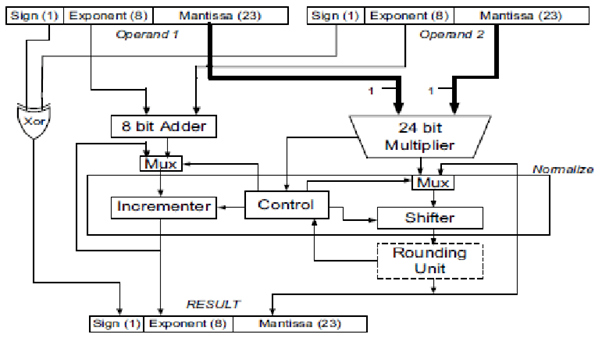 Sign (1) Exponent (8) Mantissa (23) Sign (1) Exponent (8) Mantissa (23)
Operand 1 Operand 2
1 1
Xor
8 bit Adder
24 bit
Multiplier
Mux
Normalize
Mux
Incrementer
Control
Shifter
Rounding
Unit
RESULT
Sign (1) Exponent (8) Mantissa (23)